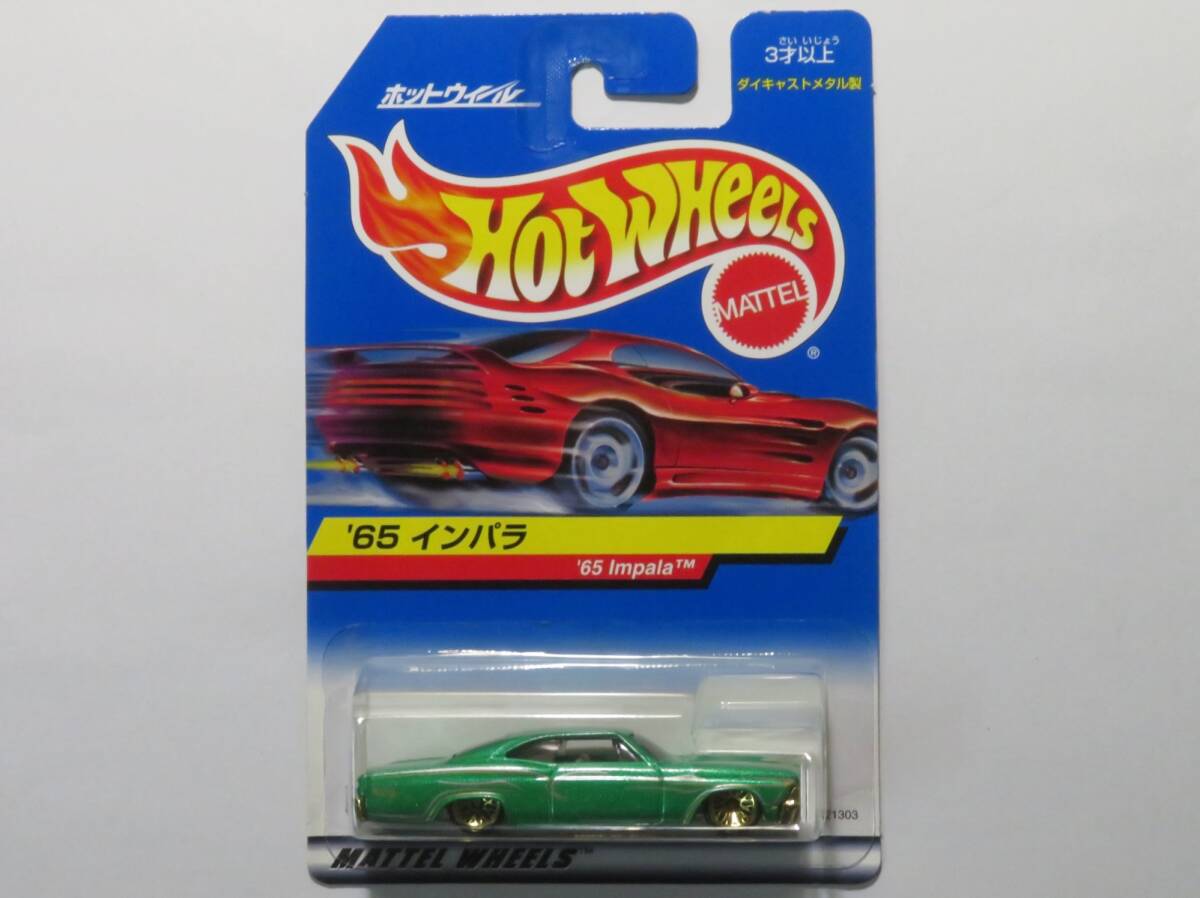 さい いじょう
3才以上
ダイキャストメタル製
ホットウィール
HOT WHEELS
MATTEL
®
'65 インパラ
'65 Impala™
21303
MATTEL WHEELS™